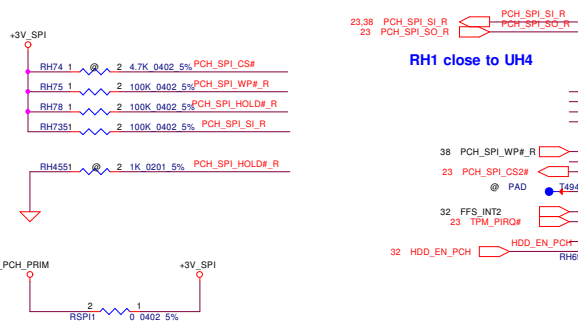 +3V_SPI
RH74 1 @ 2 4.7K_0402_5% PCH_SPI_CS#
RH75 1 2 100K_0402_5% PCH_SPI_WP#_R
RH78 1 2 100K_0402_5% PCH_SPI_HOLD#_R
RH7351 2 100K_0402_5% PCH_SPI_SI_R
RH4551 @ 2 1K_0201_5% PCH_SPI_HOLD#_R
_PCH_PRIM
+3V_SPI
2 1
RSPI1 0_0402_5%
23,38 PCH_SPI_SI_R PCH_SPI_SI_R
23 PCH_SPI_SO_R PCH_SPI_SO_R
RH1 close to UH4
38 PCH_SPI_WP#_R
23 PCH_SPI_CS2#
@ PAD T494
32 FFS_INT2
23 TPM_PIRQ#
32 HDD_EN_PCH HDD_EN_PCH